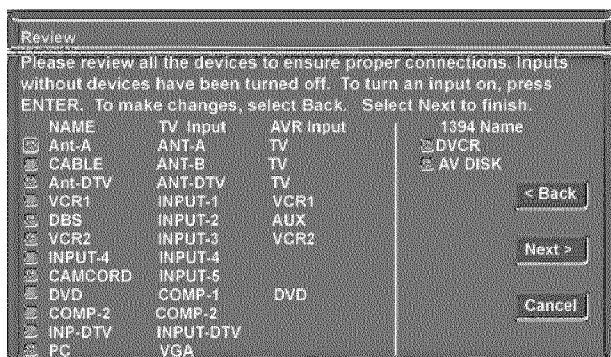 Review
Please review all the devices to ensure proper connections. Inputs
without devices have been turned off. To turn an input on, press
ENTER. To make changes, select Back. Select Next to finish.
NAME TV Input AVR Input 1394 Name
Ant-A ANT-A TV DVCR
CABLE ANT-B TV AV DISK
Ant-DTV ANT-DTV TV
VCR1 INPUT-1 VCR1 < Back
DBS INPUT-2 AUX
VCR2 INPUT-3 VCR2
INPUT-4 INPUT-4 Next >
CAMCORD INPUT-5
DVD COMP-1 DVD
COMP-2 COMP-2 Cancel
INP-DTV INPUT-DTV
PC VGA